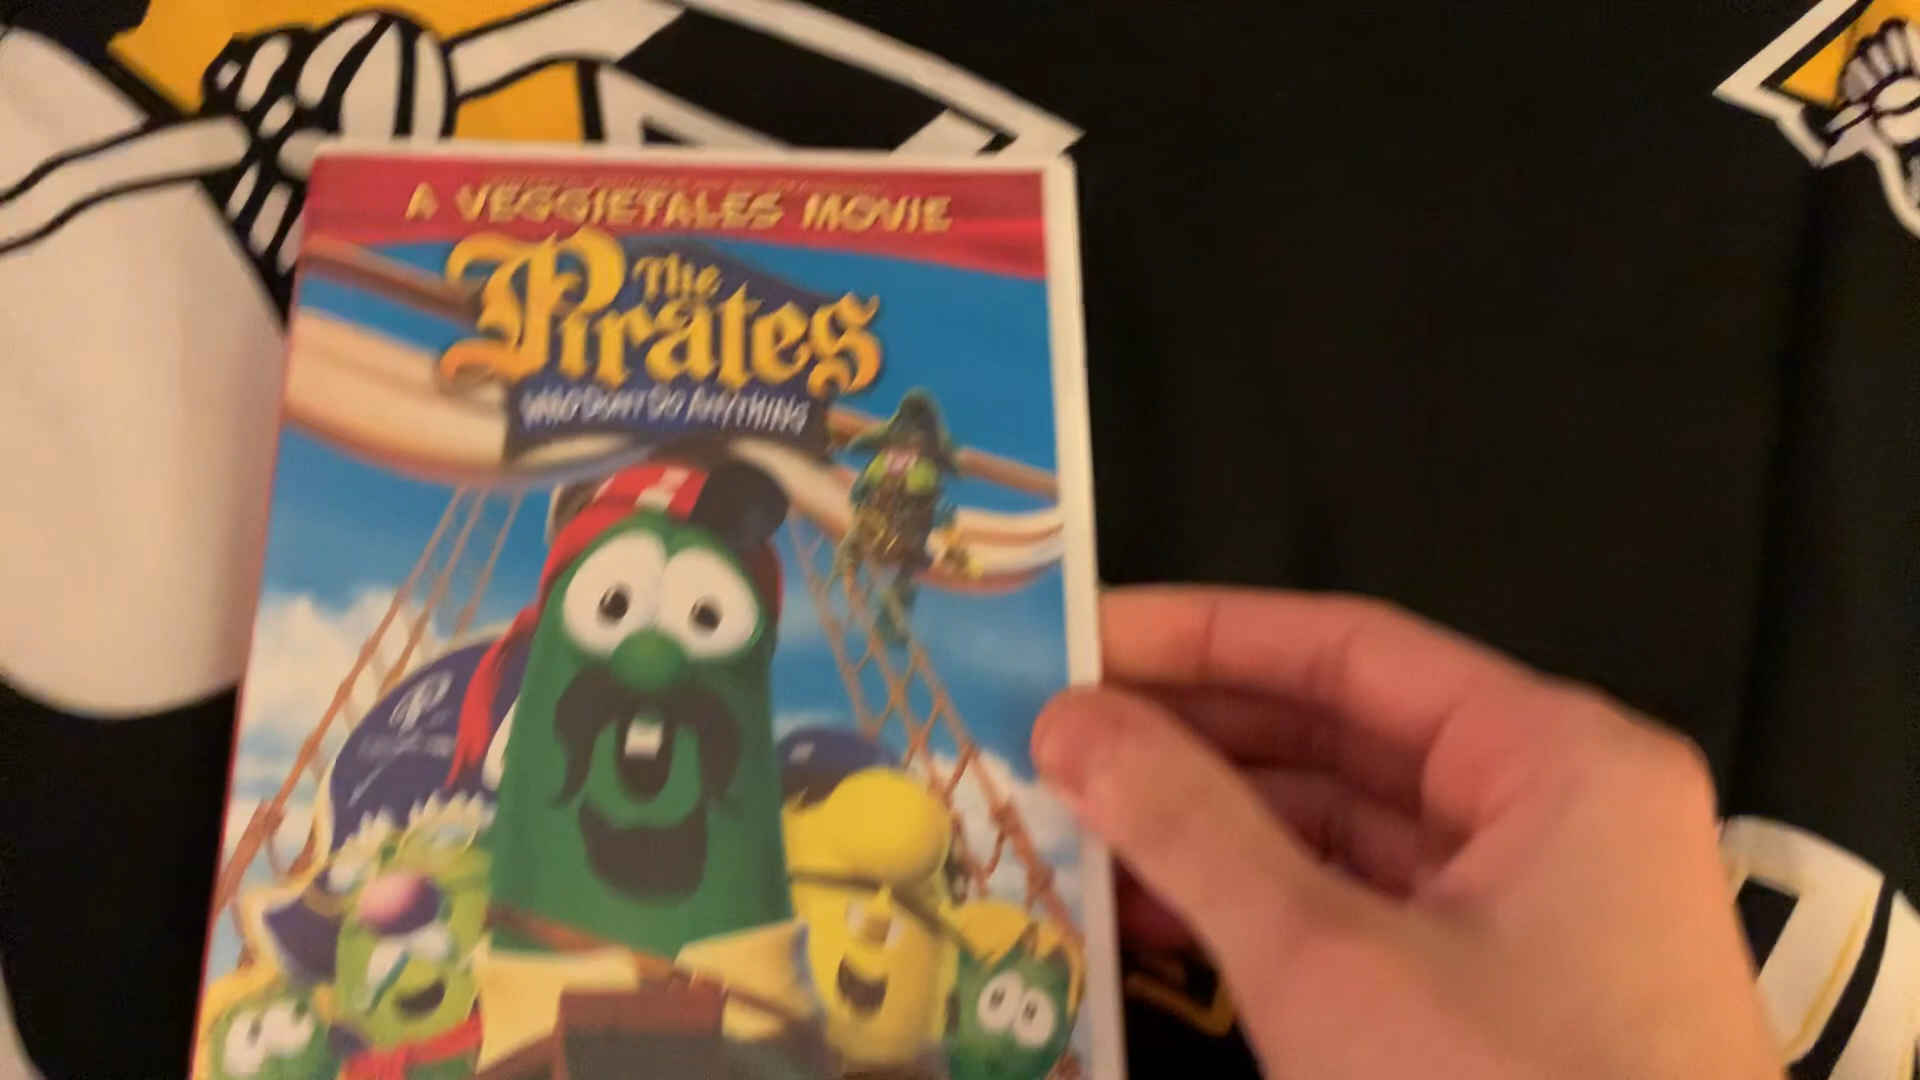 A VEGGIETALES MOVIE
The
Pirates
WHO DON'T DO ANYTHING